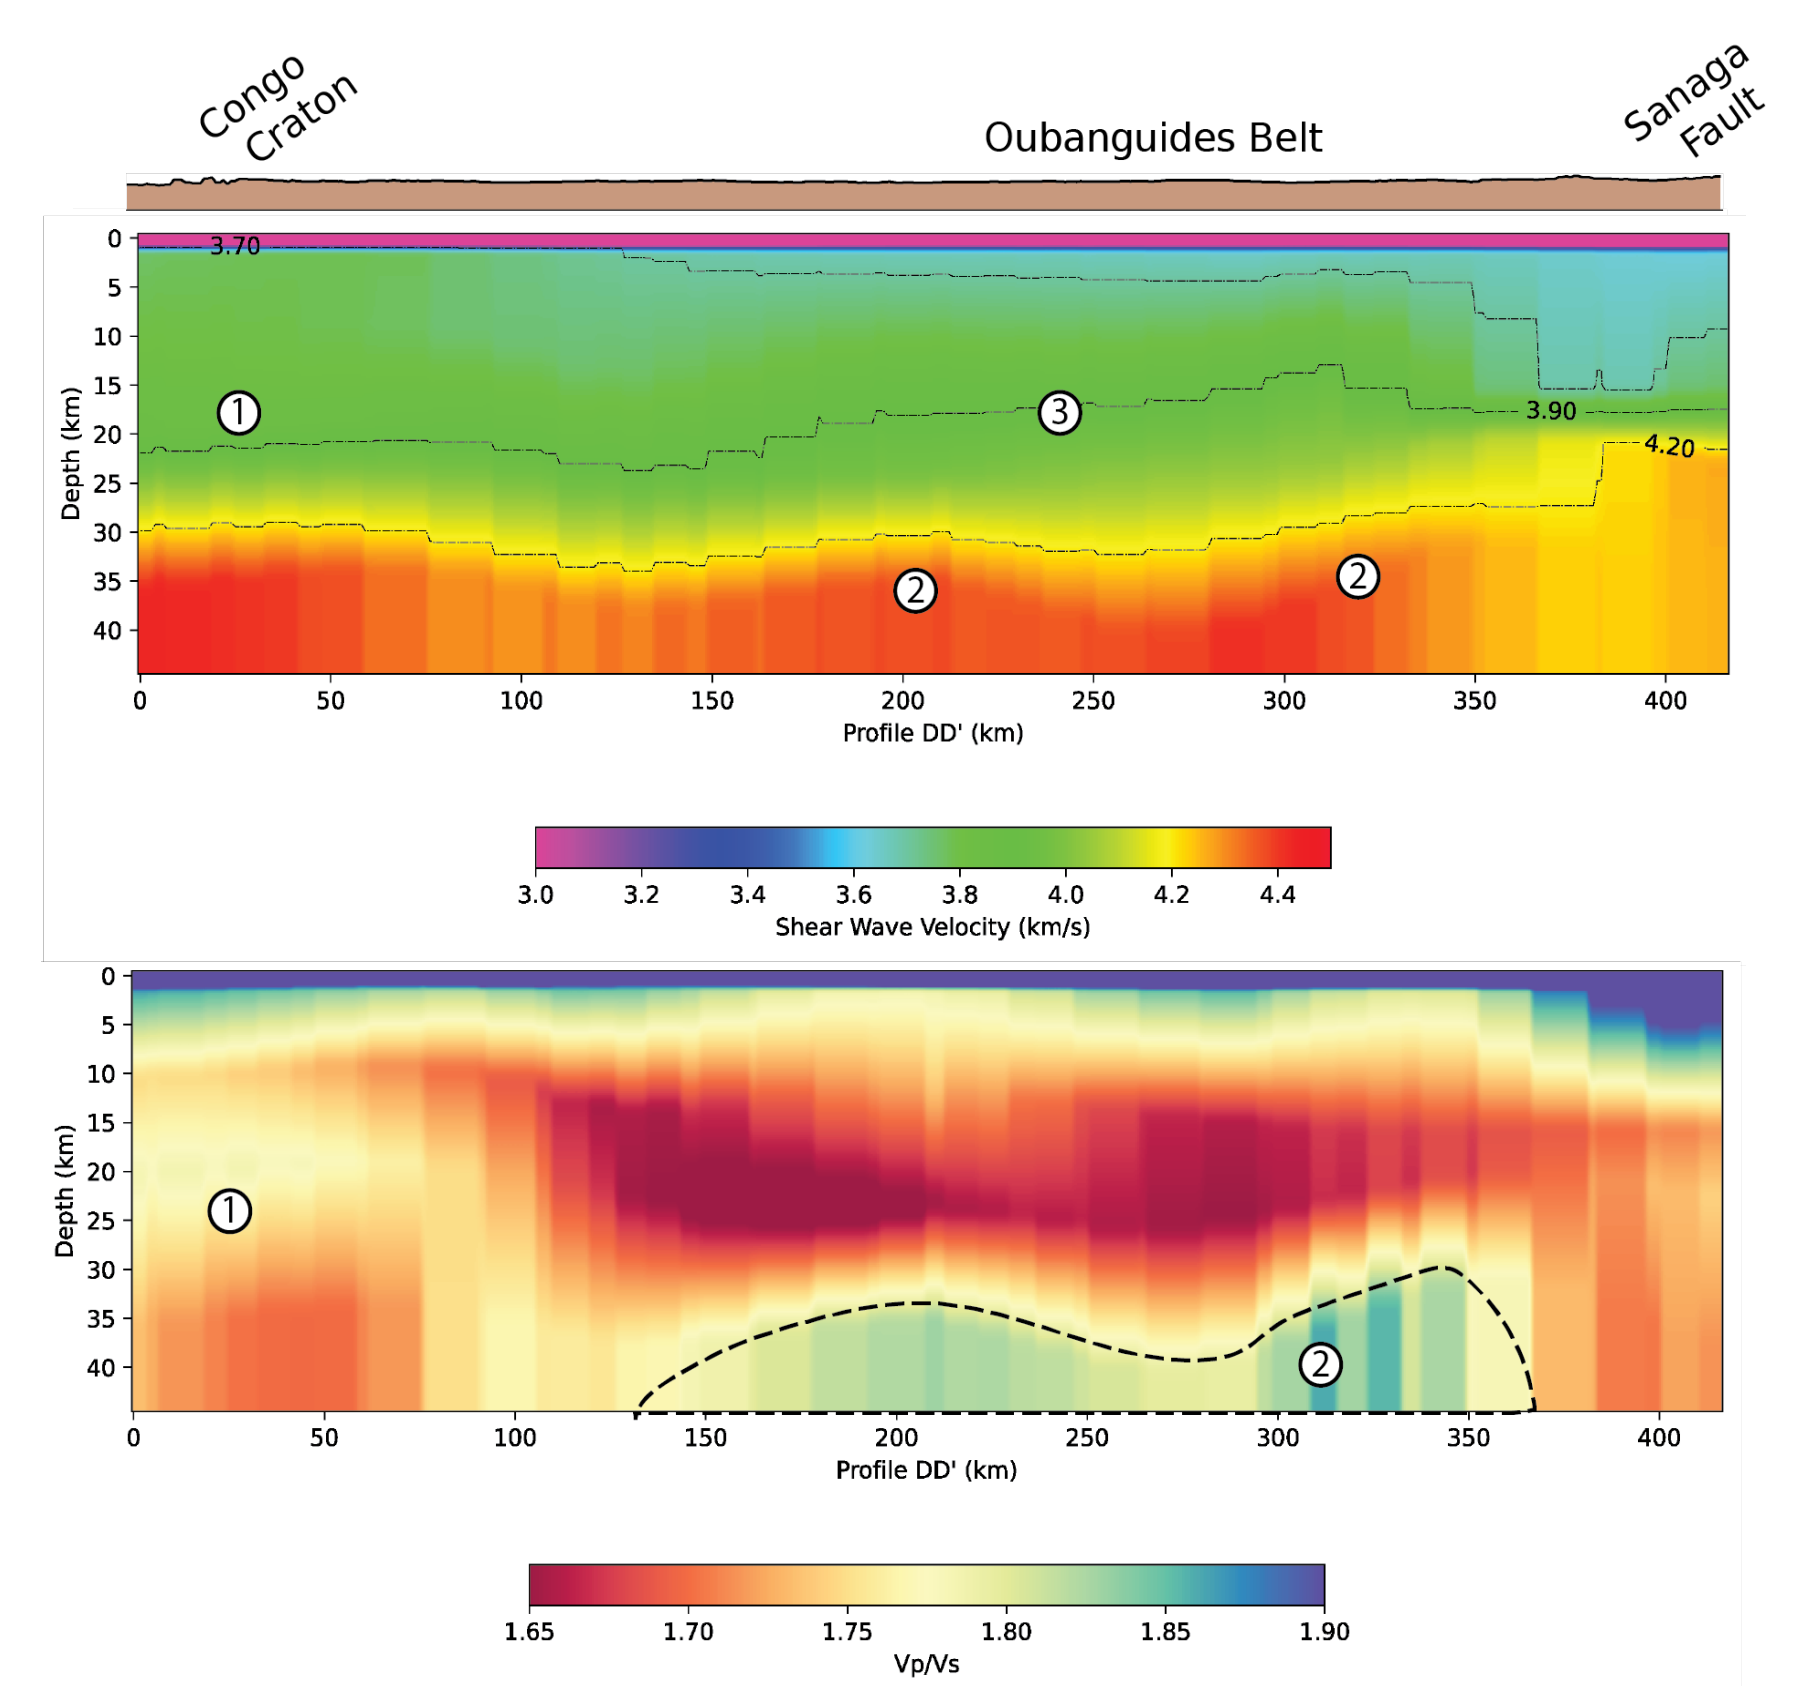 Congo
Craton
Oubanguides Belt
Sanaga
Fault
0
5
10
15
20
25
30
35
40
Depth (km)
3.70
3.90
4.20
1
3
2
2
0 50 100 150 200 250 300 350 400
Profile DD' (km)
3.0 3.2 3.4 3.6 3.8 4.0 4.2 4.4
Shear Wave Velocity (km/s)
0
5
10
15
20
25
30
35
40
Depth (km)
1
2
0 50 100 150 200 250 300 350 400
Profile DD' (km)
1.65 1.70 1.75 1.80 1.85 1.90
Vp/Vs